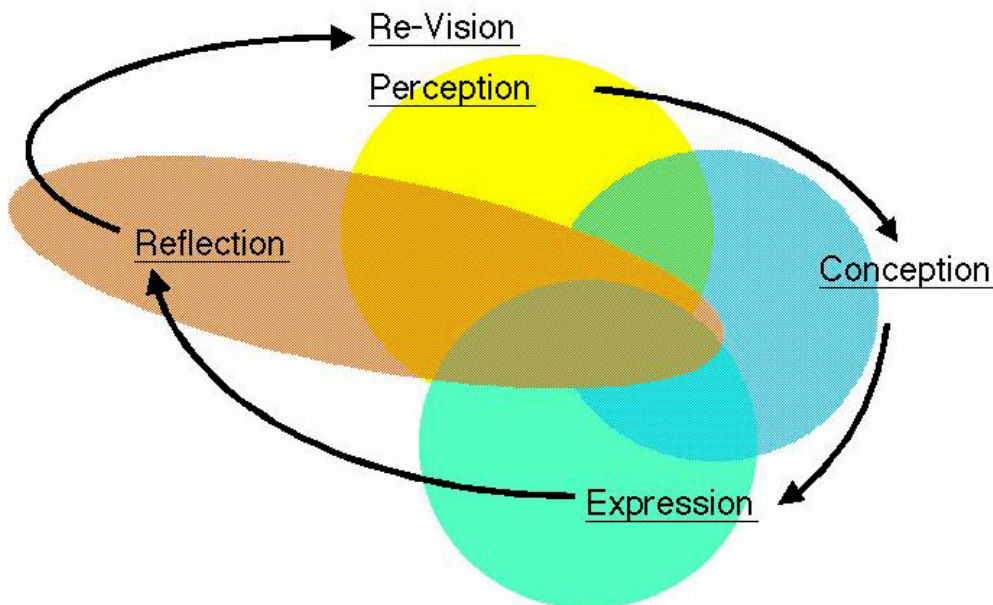 Re-Vision
Perception
Reflection
Conception
Expression